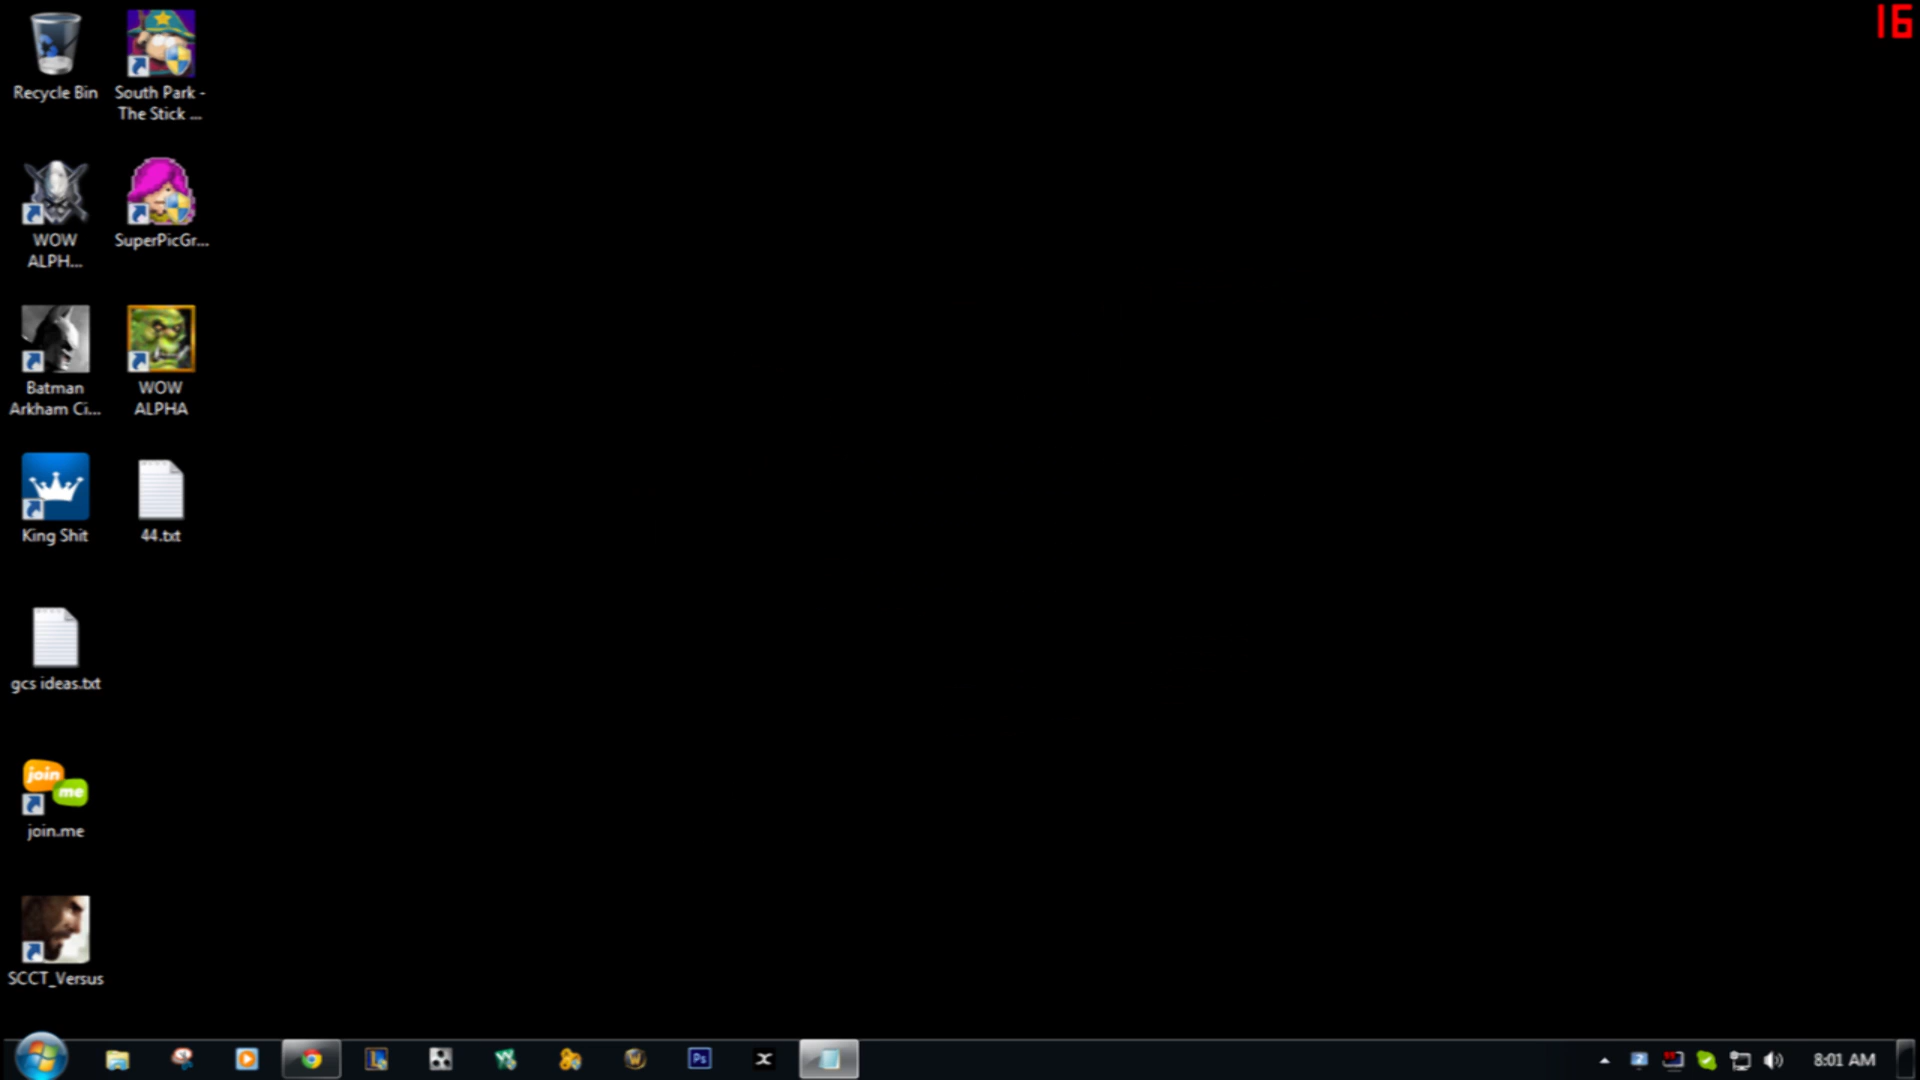 16
Recycle Bin
South Park -
The Stick ...
WOW
ALPH...
SuperPicGr...
Batman
Arkham Ci...
WOW
ALPHA
King Shit
44.txt
gcs ideas.txt
join
me
join.me
SCCT_Versus
Ps
8:01 AM